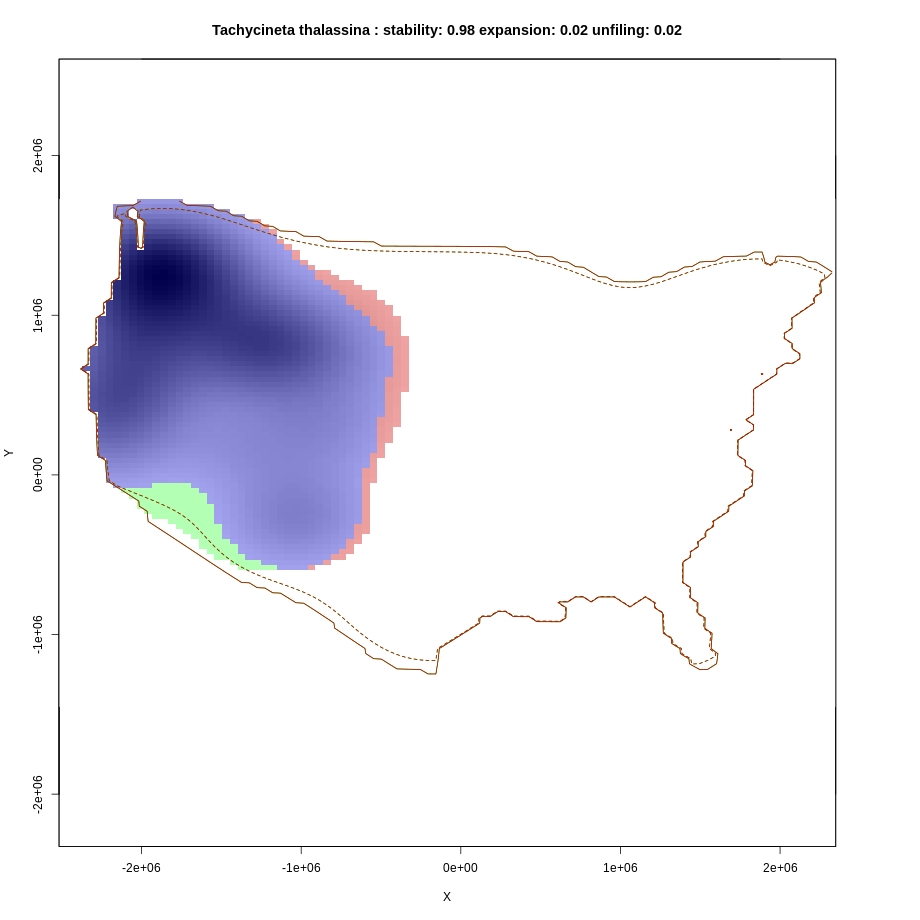 Tachycineta thalassina : stability: 0.98 expansion: 0.02 unfiling: 0.02
2e+06
1e+06
0e+00
-1e+06
-2e+06
Y
-2e+06 -1e+06 0e+00 1e+06 2e+06
X